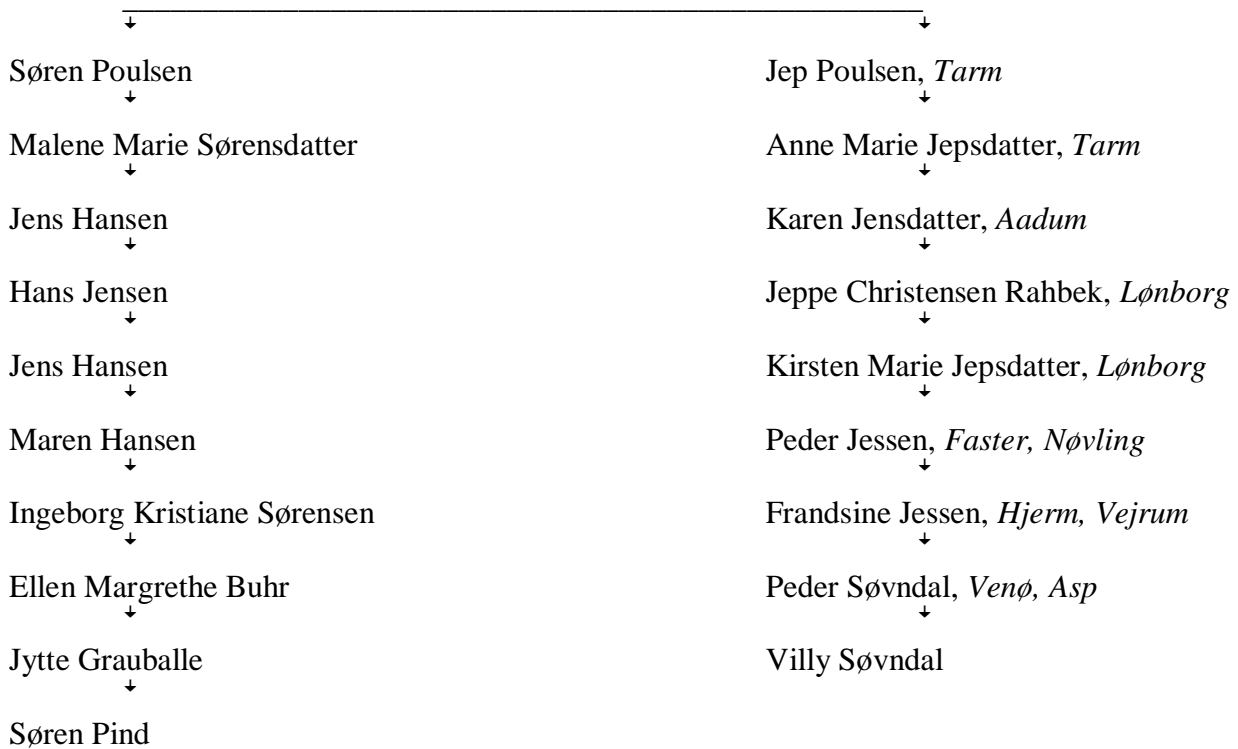 Søren Poulsen Jep Poulsen, Tarm
Malene Marie Sørensdatter Anne Marie Jepsdatter, Tarm
Jens Hansen Karen Jensdatter, Aadum
Hans Jensen Jeppe Christensen Rahbek, Lønborg
Jens Hansen Kirsten Marie Jepsdatter, Lønborg
Maren Hansen Peder Jessen, Faster, Nøvling
Ingeborg Kristiane Sørensen Frandsine Jessen, Hjerm, Vejrum
Ellen Margrethe Buhr Peder Søvndal, Venø, Asp
Jytte Grauballe Villy Søvndal
Søren Pind